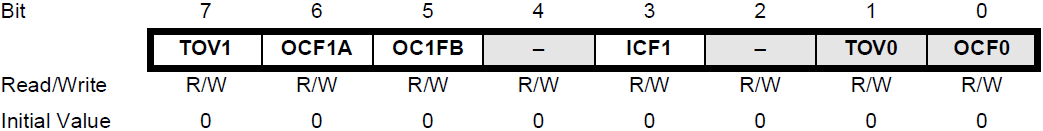 Bit 7 6 5 4 3 2 1 0
TOV1 OCF1A OC1FB – ICF1 – TOV0 OCF0
Read/Write R/W R/W R/W R/W R/W R/W R/W R/W
Initial Value 0 0 0 0 0 0 0 0